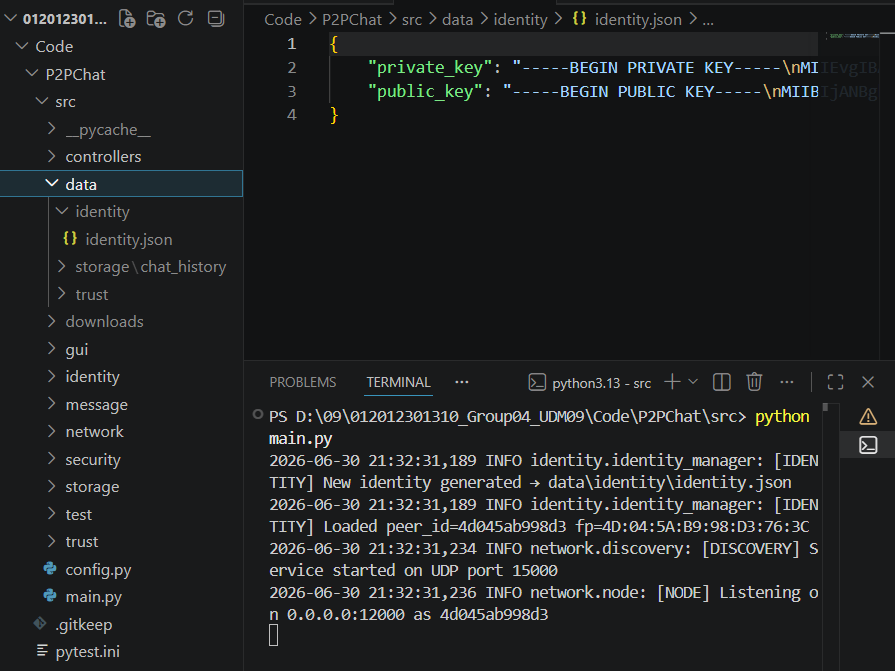 012012301...
Code
P2PChat
src
__pycache__
controllers
data
identity
identity.json
storage\chat_history
trust
downloads
gui
identity
message
network
security
storage
test
trust
config.py
main.py
.gitkeep
pytest.ini
Code > P2PChat > src > data > identity > {} identity.json > ...
1 {
2 "private_key": "-----BEGIN PRIVATE KEY-----\nMIIEvgIBA
3 "public_key": "-----BEGIN PUBLIC KEY-----\nMIIBIjANBg
4 }
PROBLEMS TERMINAL ... python3.13 - src
PS D:\09\012012301310_Group04_UDM09\Code\P2PChat\src> python
main.py
2026-06-30 21:32:31,189 INFO identity.identity_manager: [IDEN
TITY] New identity generated → data\identity\identity.json
2026-06-30 21:32:31,189 INFO identity.identity_manager: [IDEN
TITY] Loaded peer_id=4d045ab998d3 fp=4D:04:5A:B9:98:D3:76:3C
2026-06-30 21:32:31,234 INFO network.discovery: [DISCOVERY] S
ervice started on UDP port 15000
2026-06-30 21:32:31,236 INFO network.node: [NODE] Listening o
n 0.0.0.0:12000 as 4d045ab998d3